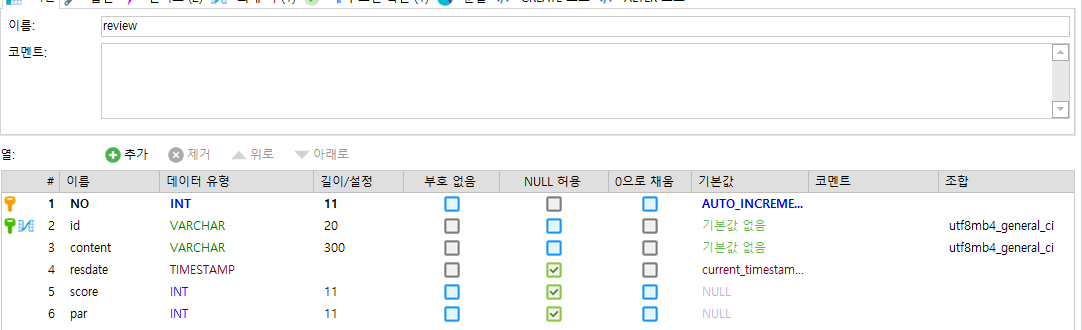 이름: review
코멘트:
열: 추가 제거 위로 아래로
# 이름 데이터 유형 길이/설정 부호 없음 NULL 허용 0으로 채움 기본값 코멘트 조합
1 NO INT 11 AUTO_INCREME...
2 id VARCHAR 20 기본값 없음 utf8mb4_general_ci
3 content VARCHAR 300 기본값 없음 utf8mb4_general_ci
4 resdate TIMESTAMP current_timestam...
5 score INT 11 NULL
6 par INT 11 NULL